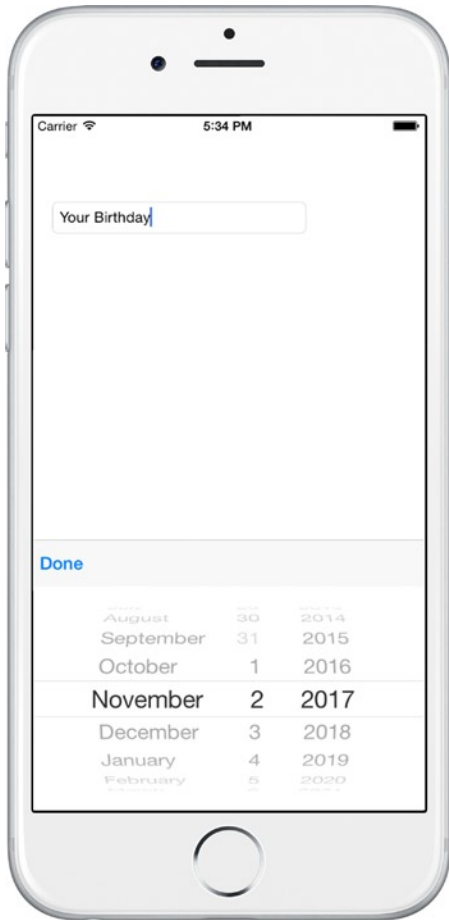 Carrier 5:34 PM
Your Birthday
Done
August 30 2014
September 31 2015
October 1 2016
November 2 2017
December 3 2018
January 4 2019
February 5 2020